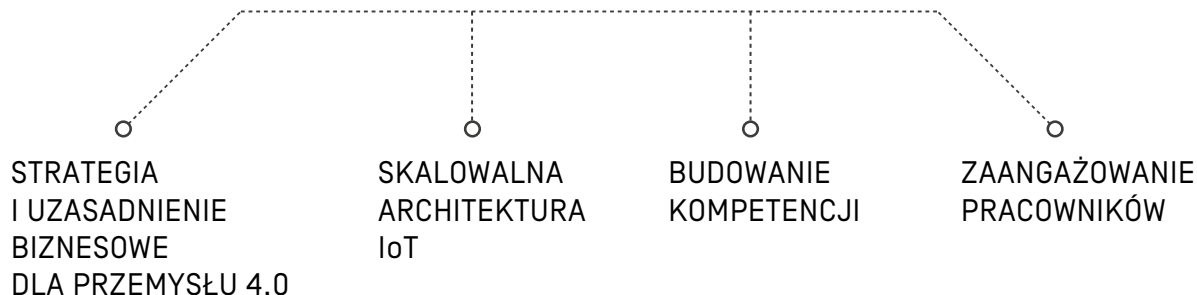 STRATEGIA
I UZASADNIENIE
BIZNESOWE
DLA PRZEMYSŁU 4.0
SKALOWALNA
ARCHITEKTURA
IoT
BUDOWANIE
KOMPETENCJI
ZAANGAŻOWANIE
PRACOWNIKÓW